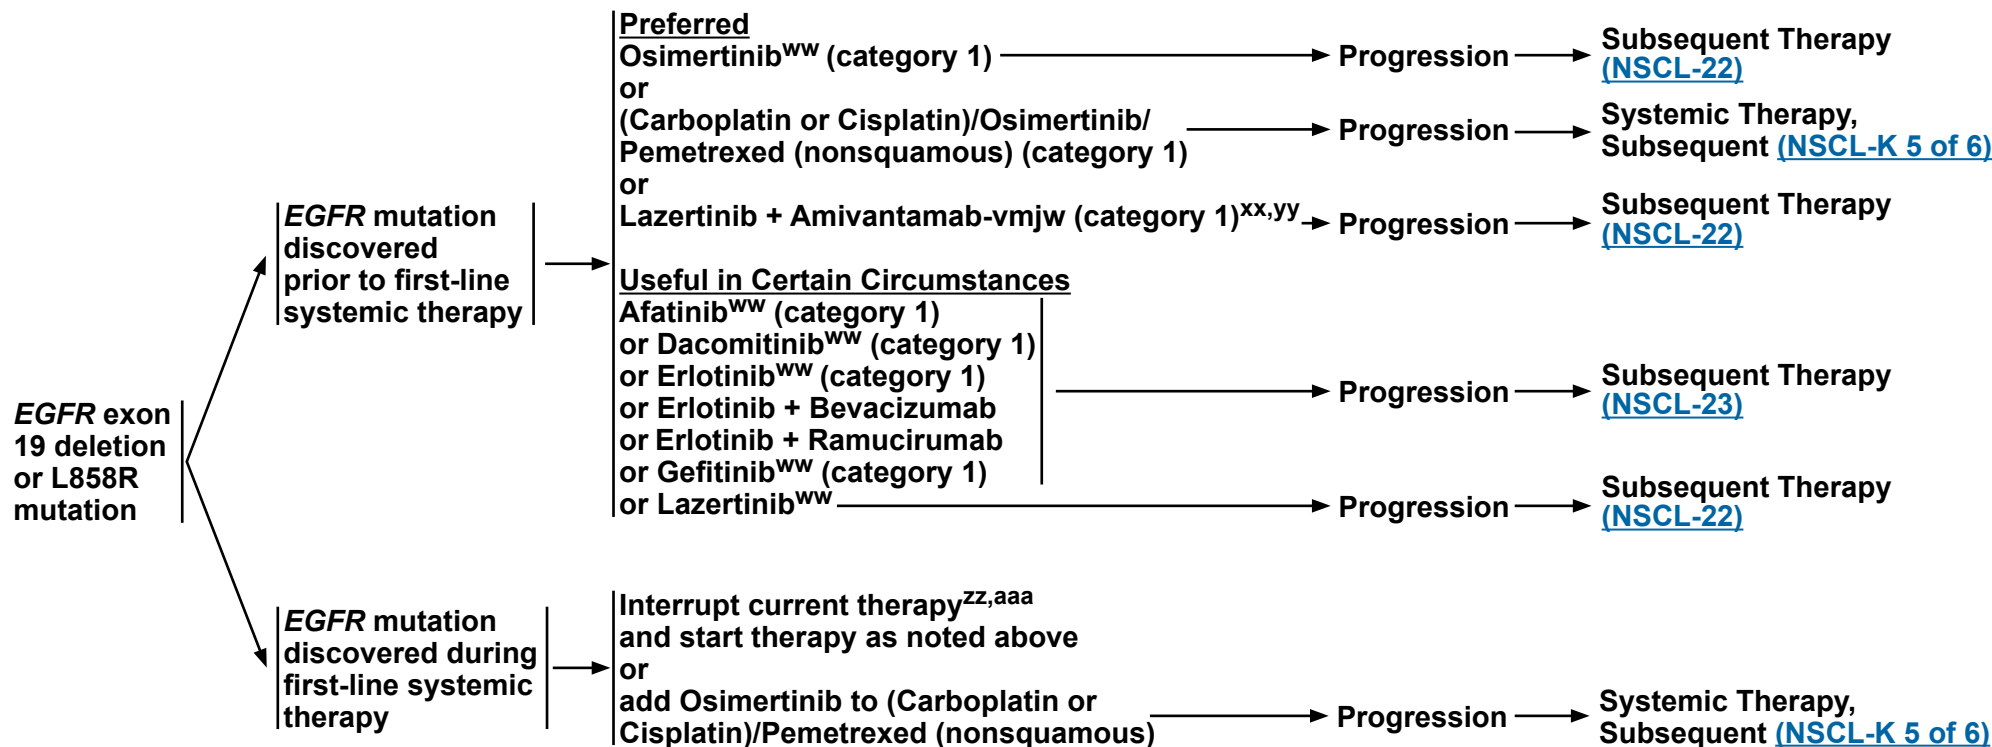 EGFR exon
19 deletion
or L858R
mutation
EGFR mutation
discovered
prior to first-line
systemic therapy
Preferred
Osimertinibww (category 1)
or
(Carboplatin or Cisplatin)/Osimertinib/
Pemetrexed (nonsquamous) (category 1)
or
Lazertinib + Amivantamab-vmjw (category 1)xx,yy
Useful in Certain Circumstances
Afatinibww (category 1)
or Dacomitinibww (category 1)
or Erlotinibww (category 1)
or Erlotinib + Bevacizumab
or Erlotinib + Ramucirumab
or Gefitinibww (category 1)
or Lazertinibww
Progression
Subsequent Therapy
(NSCL-22)
Progression
Systemic Therapy,
Subsequent (NSCL-K 5 of 6)
Progression
Subsequent Therapy
(NSCL-22)
Progression
Subsequent Therapy
(NSCL-23)
Progression
Subsequent Therapy
(NSCL-22)
EGFR mutation
discovered during
first-line systemic
therapy
Interrupt current therapyzz,aaa
and start therapy as noted above
or
add Osimertinib to (Carboplatin or
Cisplatin)/Pemetrexed (nonsquamous)
Progression
Systemic Therapy,
Subsequent (NSCL-K 5 of 6)